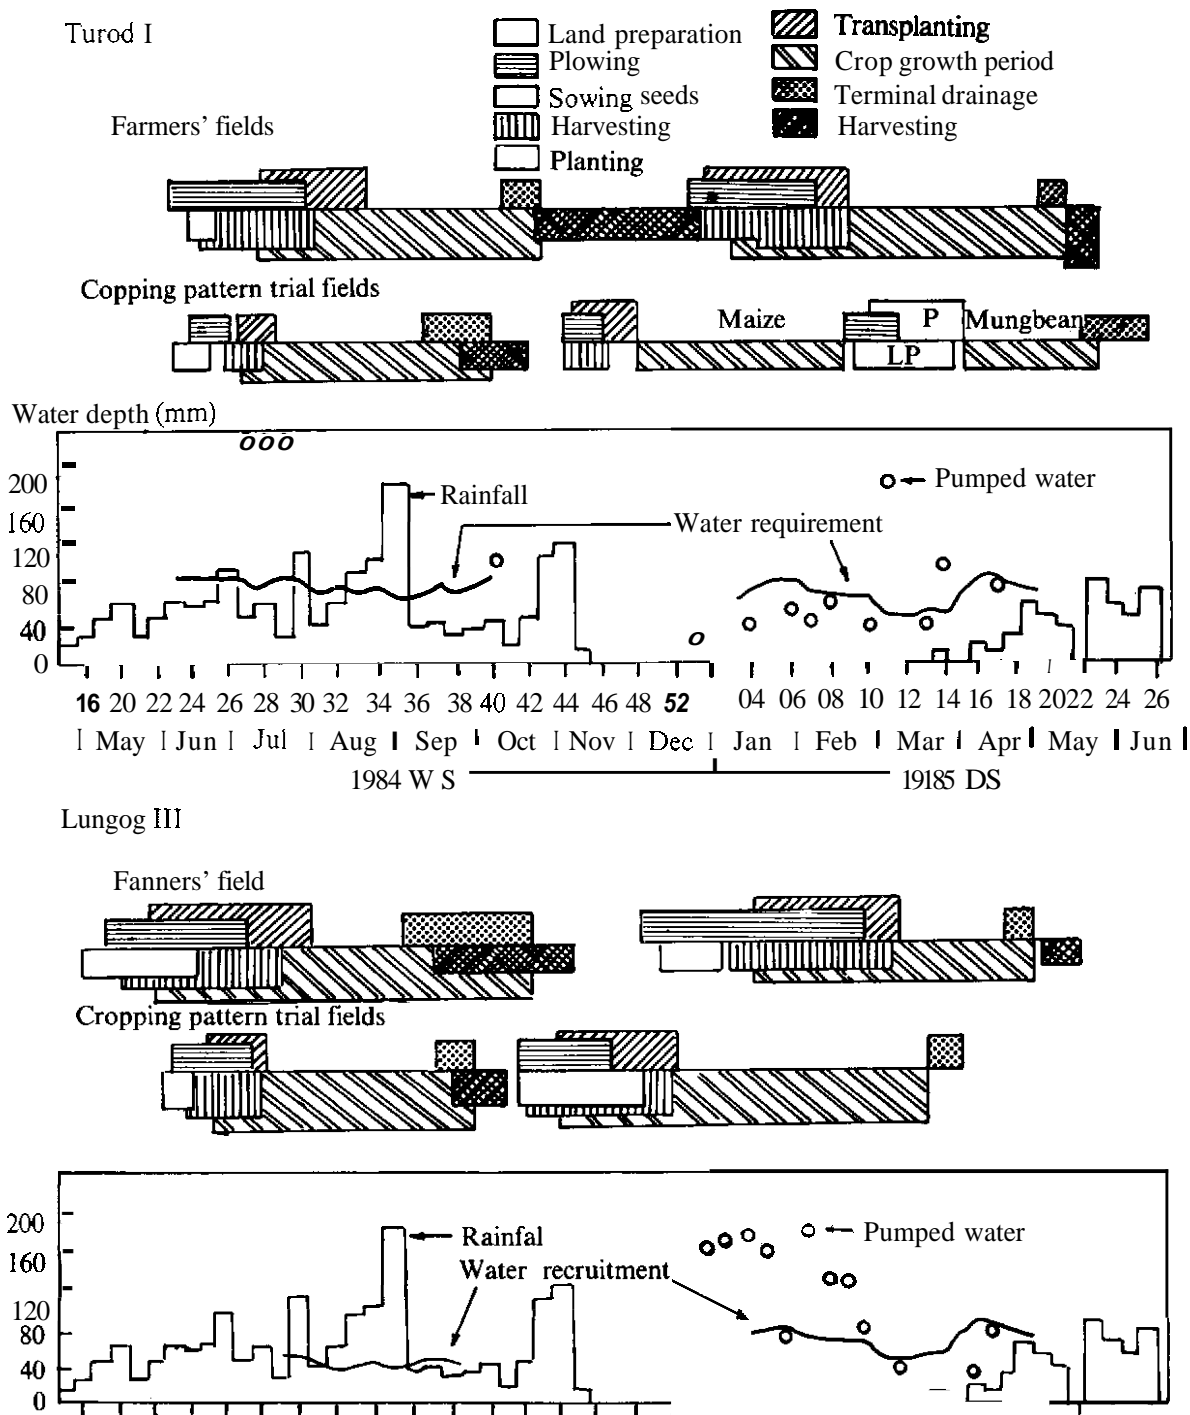 Turod I
Land preparation
Plowing
Sowing seeds
Harvesting
Planting
Transplanting
Crop growth period
Terminal drainage
Harvesting
Farmers' fields
Copping pattern trial fields
Maize
P
Mungbean
LP
Water depth (mm)
ooo
200
160
120
80
40
0
Rainfall
Water requirement
Pumped water
16 20 22 24 26 28 30 32 34 36 38 40 42 44 46 48 52 04 06 08 10 12 14 16 18 20 22 24 26
May Jun Jul Aug Sep Oct Nov Dec Jan Feb Mar Apr May Jun
1984 W S
19185 DS
Lungog III
Fanners' field
Cropping pattern trial fields
200
160
120
80
40
0
Rainfal
Water recruitment
Pumped water